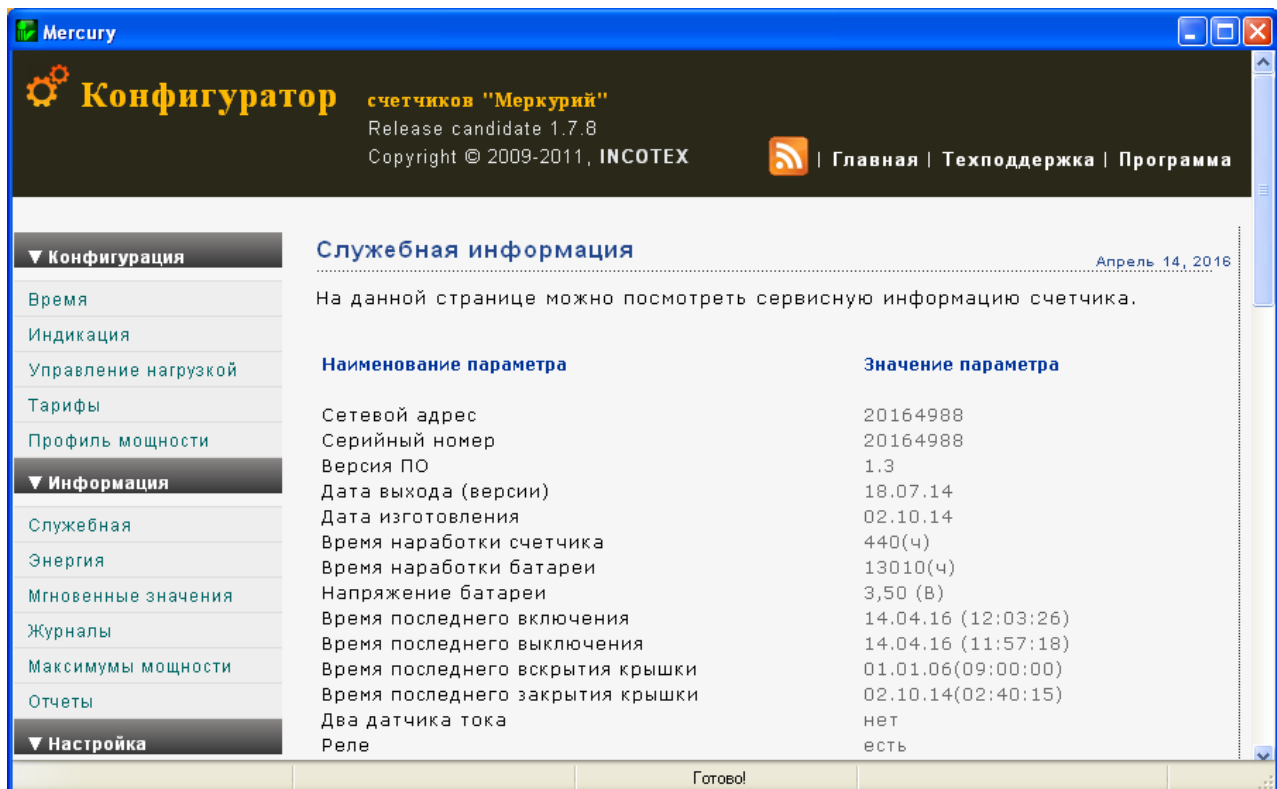 Mercury
Конфигуратор счетчиков "Меркурий"
Release candidate 1.7.8
Copyright © 2009-2011, INCOTEX
| Главная | Техподдержка | Программа
▼ Конфигурация
Время
Индикация
Управление нагрузкой
Тарифы
Профиль мощности
▼ Информация
Служебная
Энергия
Мгновенные значения
Журналы
Максимумы мощности
Отчеты
▼ Настройка
Служебная информация
Апрель 14, 2016
На данной странице можно посмотреть сервисную информацию счетчика.
Наименование параметра Значение параметра
Сетевой адрес 20164988
Серийный номер 20164988
Версия ПО 1.3
Дата выхода (версии) 18.07.14
Дата изготовления 02.10.14
Время наработки счетчика 440(ч)
Время наработки батареи 13010(ч)
Напряжение батареи 3,50 (В)
Время последнего включения 14.04.16 (12:03:26)
Время последнего выключения 14.04.16 (11:57:18)
Время последнего вскрытия крышки 01.01.06(09:00:00)
Время последнего закрытия крышки 02.10.14(02:40:15)
Два датчика тока нет
Реле есть
Готово!